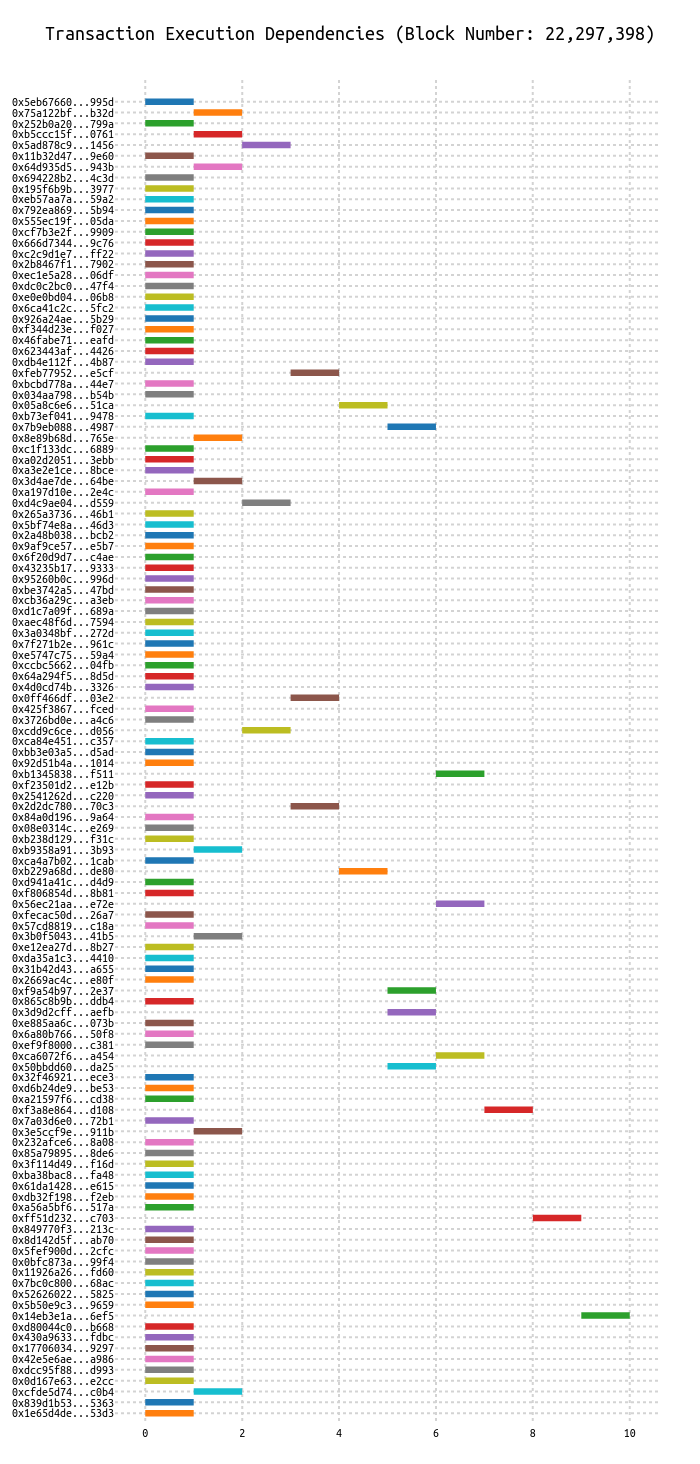 Transaction Execution Dependencies (Block Number: 22,297,398)
0x5eb67660...995d
0x75a122bf...b32d
0x252b0a20...799a
0xb5ccc15f...0761
0x5ad878c9...1456
0x11b32d47...9e60
0x64d935d5...943b
0x694228b2...4c3d
0x195f6b9b...3977
0xeb57aa7a...59a2
0x792ea869...5b94
0x555ec19f...05da
0xcf7b3e2f...9909
0x666d7344...9c76
0xc2c9d1e7...ff22
0x2b8467f1...7902
0xec1e5a28...06df
0xdc0c2bc0...47f4
0xe0e0bd04...06b8
0x6ca41c2c...5fc2
0x926a24ae...5b29
0xf344d23e...f027
0x46fabe71...eafd
0x623443af...4426
0xdb4e112f...4b87
0xfeb77952...e5cf
0xbcbd778a...44e7
0x034aa798...b54b
0x05a8c6e6...51ca
0xb73ef041...9478
0x7b9eb088...4987
0x8e89b68d...765e
0xc1f133dc...6889
0xa02d2051...3ebb
0xa3e2e1ce...8bce
0x3d4ae7de...64be
0xa197d10e...2e4c
0xd4c9ae04...d559
0x265a3736...46b1
0x5bf74e8a...46d3
0x2a48b038...bcb2
0x9af9ce57...e5b7
0x6f20d9d7...c4ae
0x43235b17...9333
0x95260b0c...996d
0xbe3742a5...47bd
0xcb36a29c...a3eb
0xd1c7a09f...689a
0xaec48f6d...7594
0x3a0348bf...272d
0x7f271b2e...961c
0xe5747c75...59a4
0xccbc5662...04fb
0x64a294f5...8d5d
0x4d0cd74b...3326
0x0ff466df...03e2
0x425f3867...fced
0x3726bd0e...a4c6
0xcdd9c6ce...d056
0xca84e451...c357
0xbb3e03a5...d5ad
0x92d51b4a...1014
0xb1345838...f511
0xf23501d2...e12b
0x2541262d...c220
0x2d2dc780...70c3
0x84a0d196...9a64
0x08e0314c...e269
0xb238d129...f31c
0xb9358a91...3b93
0xca4a7b02...1cab
0xb229a68d...de80
0xd941a41c...d4d9
0xf806854d...8b81
0x56ec21aa...e72e
0xfecac50d...26a7
0x57cd8819...c18a
0x3b0f5043...41b5
0xe12ea27d...8b27
0xda35a1c3...4410
0x31b42d43...a655
0x2669ac4c...e80f
0xf9a54b97...2e37
0x865c8b9b...ddb4
0x3d9d2cff...aefb
0xe885aa6c...073b
0x6a80b766...50f8
0xef9f8000...c381
0xca6072f6...a454
0x50bbdd60...da25
0x32f46921...ece3
0xd6b24de9...be53
0xa21597f6...cd38
0xf3a8e864...d108
0x7a03d6e0...72b1
0x3e5ccf9e...911b
0x232afce6...8a08
0x85a79895...8de6
0x3f114d49...f16d
0xba38bac8...fa48
0x61da1428...e615
0xdb32f198...f2eb
0xa56a5bf6...517a
0xff51d232...c703
0x849770f3...213c
0x8d142d5f...ab70
0x5fef900d...2cfc
0x0bfc873a...99f4
0x11926a26...fd60
0x7bc0c800...68ac
0x52626022...5825
0x5b50e9c3...9659
0x14eb3e1a...6ef5
0xd80044c0...b668
0x430a9633...fdbc
0x17706034...9297
0x42e5e6ae...a986
0xdcc95f88...d993
0x0d167e63...e2cc
0xcfde5d74...c0b4
0x839d1b53...5363
0x1e65d4de...53d3
0 2 4 6 8 10